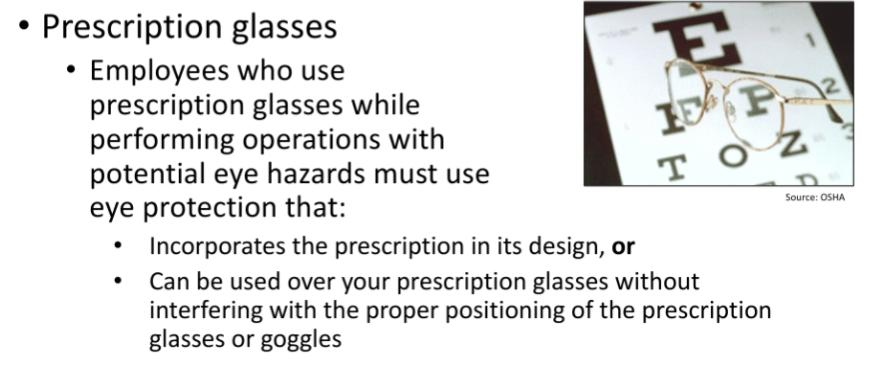 • Prescription glasses
• Employees who use
prescription glasses while
performing operations with
potential eye hazards must use
eye protection that:
• Incorporates the prescription in its design, or
• Can be used over your prescription glasses without
interfering with the proper positioning of the prescription
glasses or goggles
E
1
F P 2
T O Z 3
D
Source: OSHA